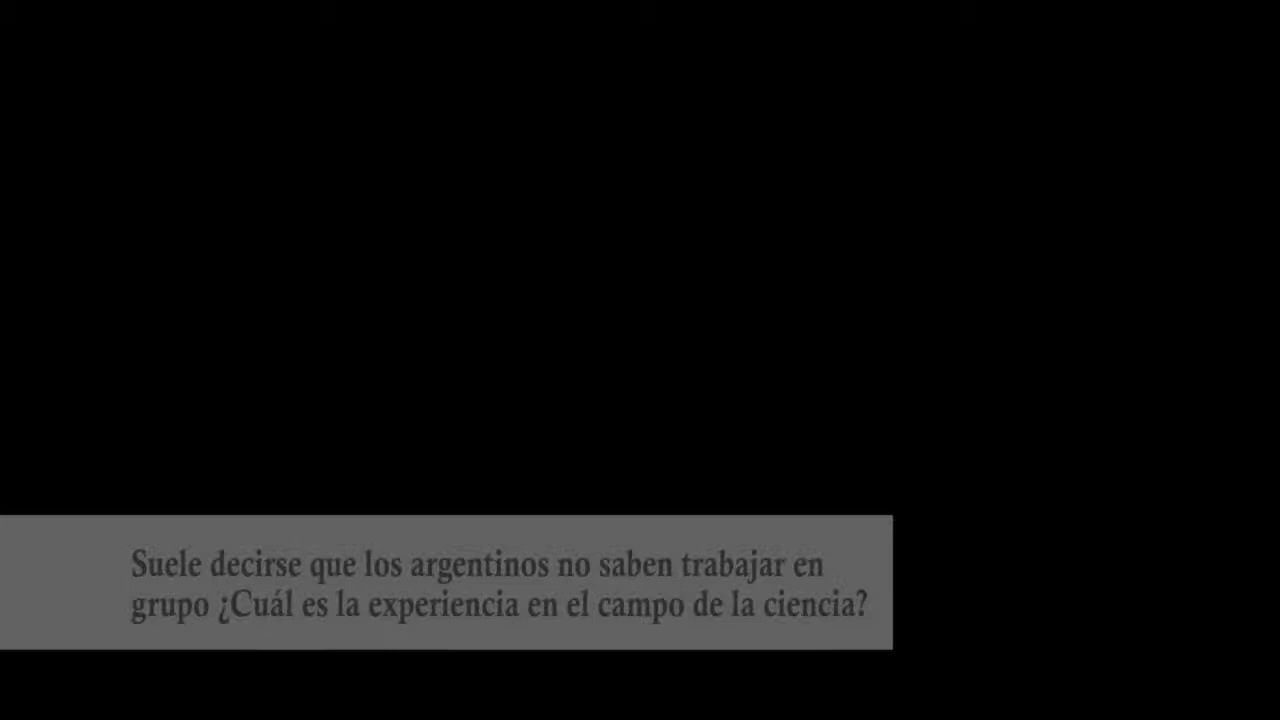 Suele decirse que los argentinos no saben trabajar en
grupo ¿Cuál es la experiencia en el campo de la ciencia?